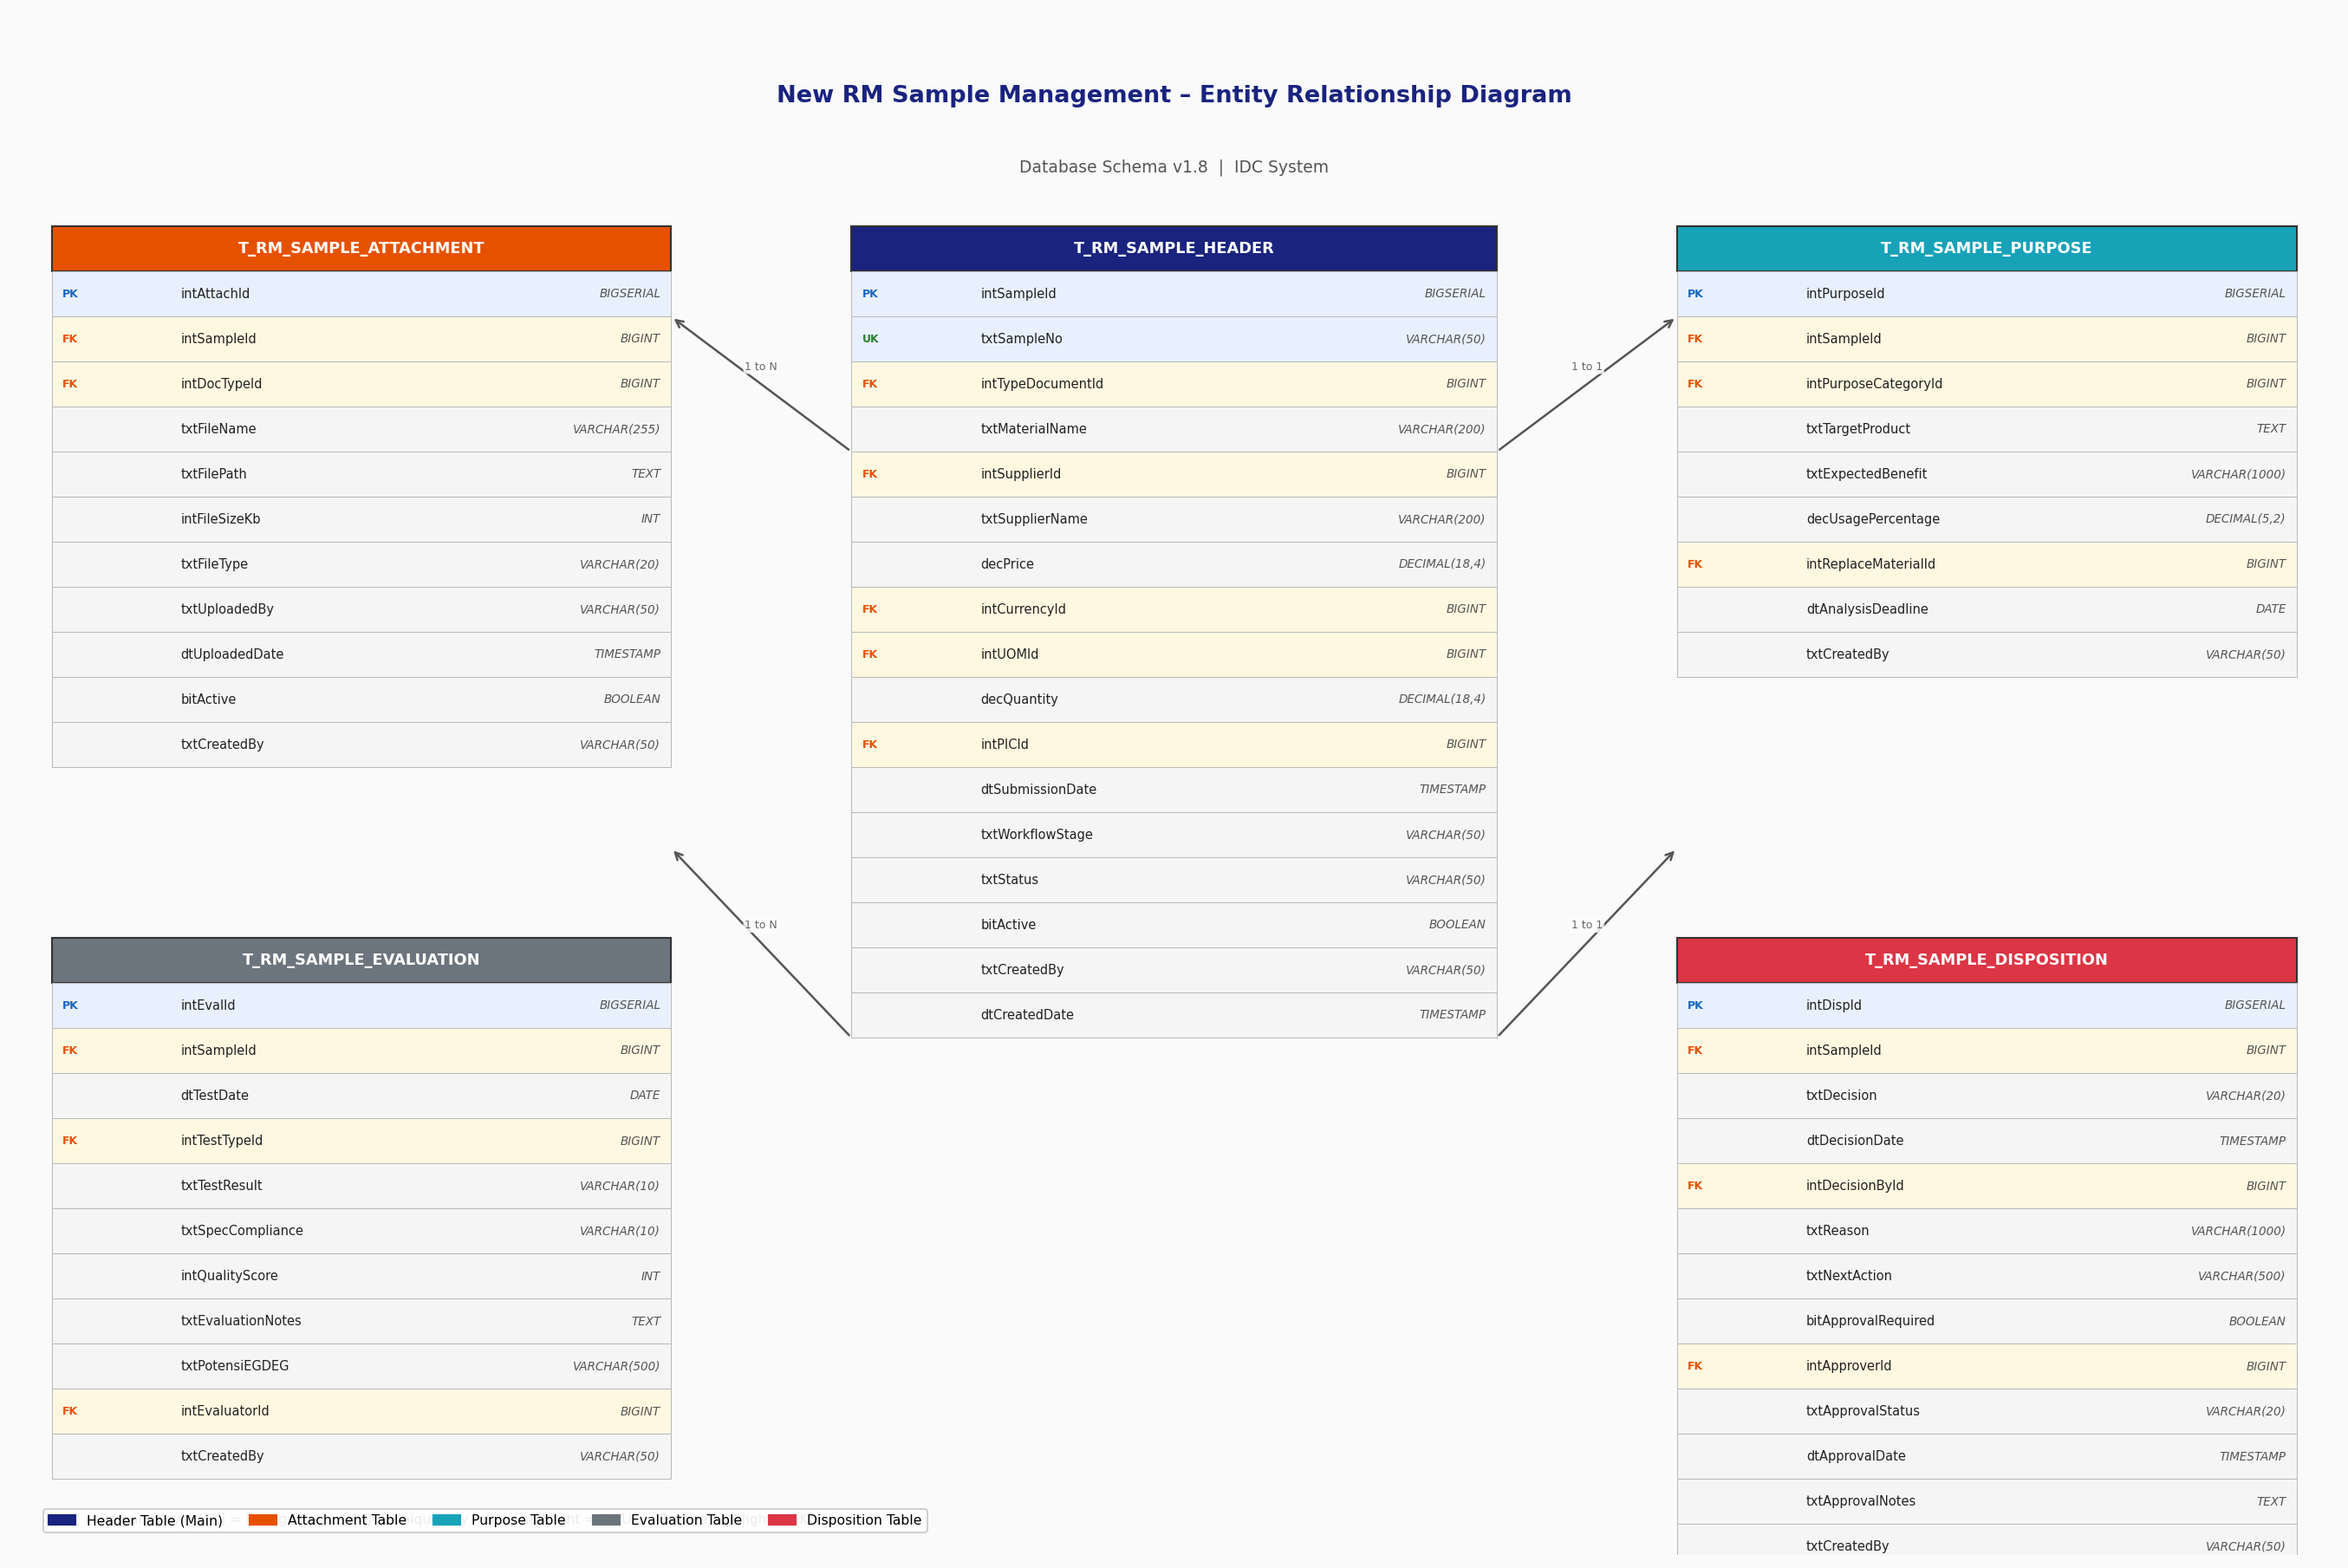 New RM Sample Management – Entity Relationship Diagram
Database Schema v1.8 | IDC System
T_RM_SAMPLE_ATTACHMENT
PK intAttachId BIGSERIAL
FK intSampleId BIGINT
FK intDocTypeId BIGINT
txtFileName VARCHAR(255)
txtFilePath TEXT
intFileSizeKb INT
txtFileType VARCHAR(20)
txtUploadedBy VARCHAR(50)
dtUploadedDate TIMESTAMP
bitActive BOOLEAN
txtCreatedBy VARCHAR(50)
1 to N
T_RM_SAMPLE_HEADER
PK intSampleId BIGSERIAL
UK txtSampleNo VARCHAR(50)
FK intTypeDocumentId BIGINT
txtMaterialName VARCHAR(200)
FK intSupplierId BIGINT
txtSupplierName VARCHAR(200)
decPrice DECIMAL(18,4)
FK intCurrencyId BIGINT
FK intUOMId BIGINT
decQuantity DECIMAL(18,4)
FK intPICId BIGINT
dtSubmissionDate TIMESTAMP
txtWorkflowStage VARCHAR(50)
txtStatus VARCHAR(50)
bitActive BOOLEAN
txtCreatedBy VARCHAR(50)
dtCreatedDate TIMESTAMP
1 to 1
T_RM_SAMPLE_PURPOSE
PK intPurposeId BIGSERIAL
FK intSampleId BIGINT
FK intPurposeCategoryId BIGINT
txtTargetProduct TEXT
txtExpectedBenefit VARCHAR(1000)
decUsagePercentage DECIMAL(5,2)
FK intReplaceMaterialId BIGINT
dtAnalysisDeadline DATE
txtCreatedBy VARCHAR(50)
1 to N
T_RM_SAMPLE_EVALUATION
PK intEvalId BIGSERIAL
FK intSampleId BIGINT
dtTestDate DATE
FK intTestTypeId BIGINT
txtTestResult VARCHAR(10)
txtSpecCompliance VARCHAR(10)
intQualityScore INT
txtEvaluationNotes TEXT
txtPotensiEGDEG VARCHAR(500)
FK intEvaluatorId BIGINT
txtCreatedBy VARCHAR(50)
1 to 1
T_RM_SAMPLE_DISPOSITION
PK intDispId BIGSERIAL
FK intSampleId BIGINT
txtDecision VARCHAR(20)
dtDecisionDate TIMESTAMP
FK intDecisionById BIGINT
txtReason VARCHAR(1000)
txtNextAction VARCHAR(500)
bitApprovalRequired BOOLEAN
FK intApproverId BIGINT
txtApprovalStatus VARCHAR(20)
dtApprovalDate TIMESTAMP
txtApprovalNotes TEXT
txtCreatedBy VARCHAR(50)
Header Table (Main) Attachment Table Purpose Table Evaluation Table Disposition Table